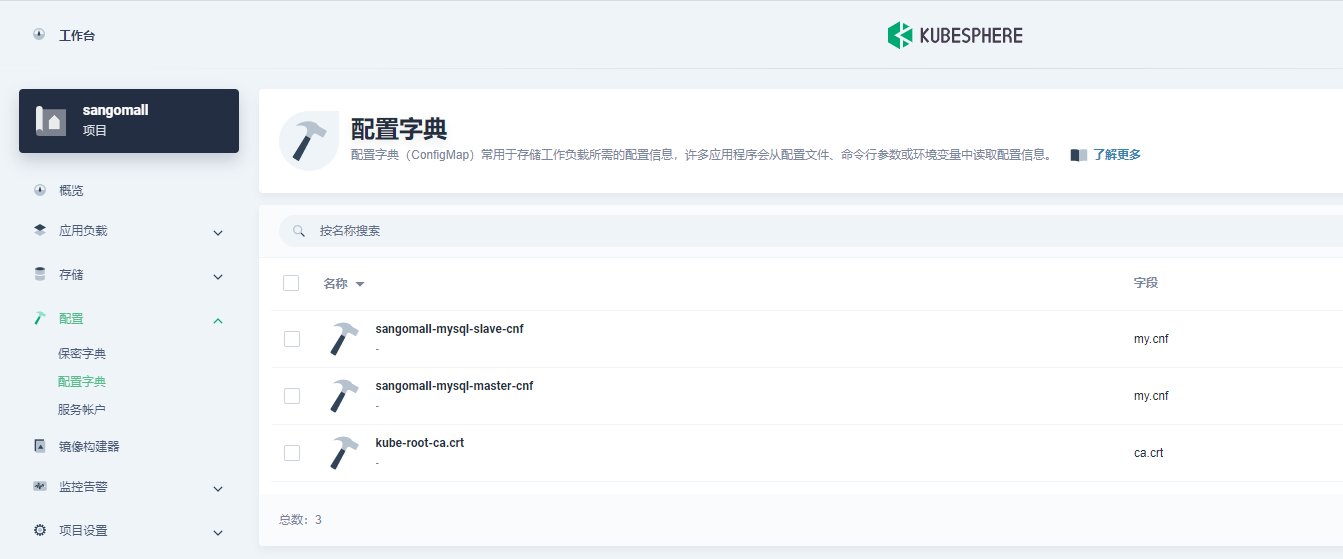 工作台
KUBESPHERE
sangomall
项目
概览
应用负载
存储
配置
保密字典
配置字典
服务帐户
镜像构建器
监控告警
项目设置
配置字典
配置字典（ConfigMap）常用于存储工作负载所需的配置信息，许多应用程序会从配置文件、命令行参数或环境变量中读取配置信息。 了解更多
按名称搜索
名称 字段
sangomall-mysql-slave-cnf my.cnf
-
sangomall-mysql-master-cnf my.cnf
-
kube-root-ca.crt ca.crt
-
总数：3